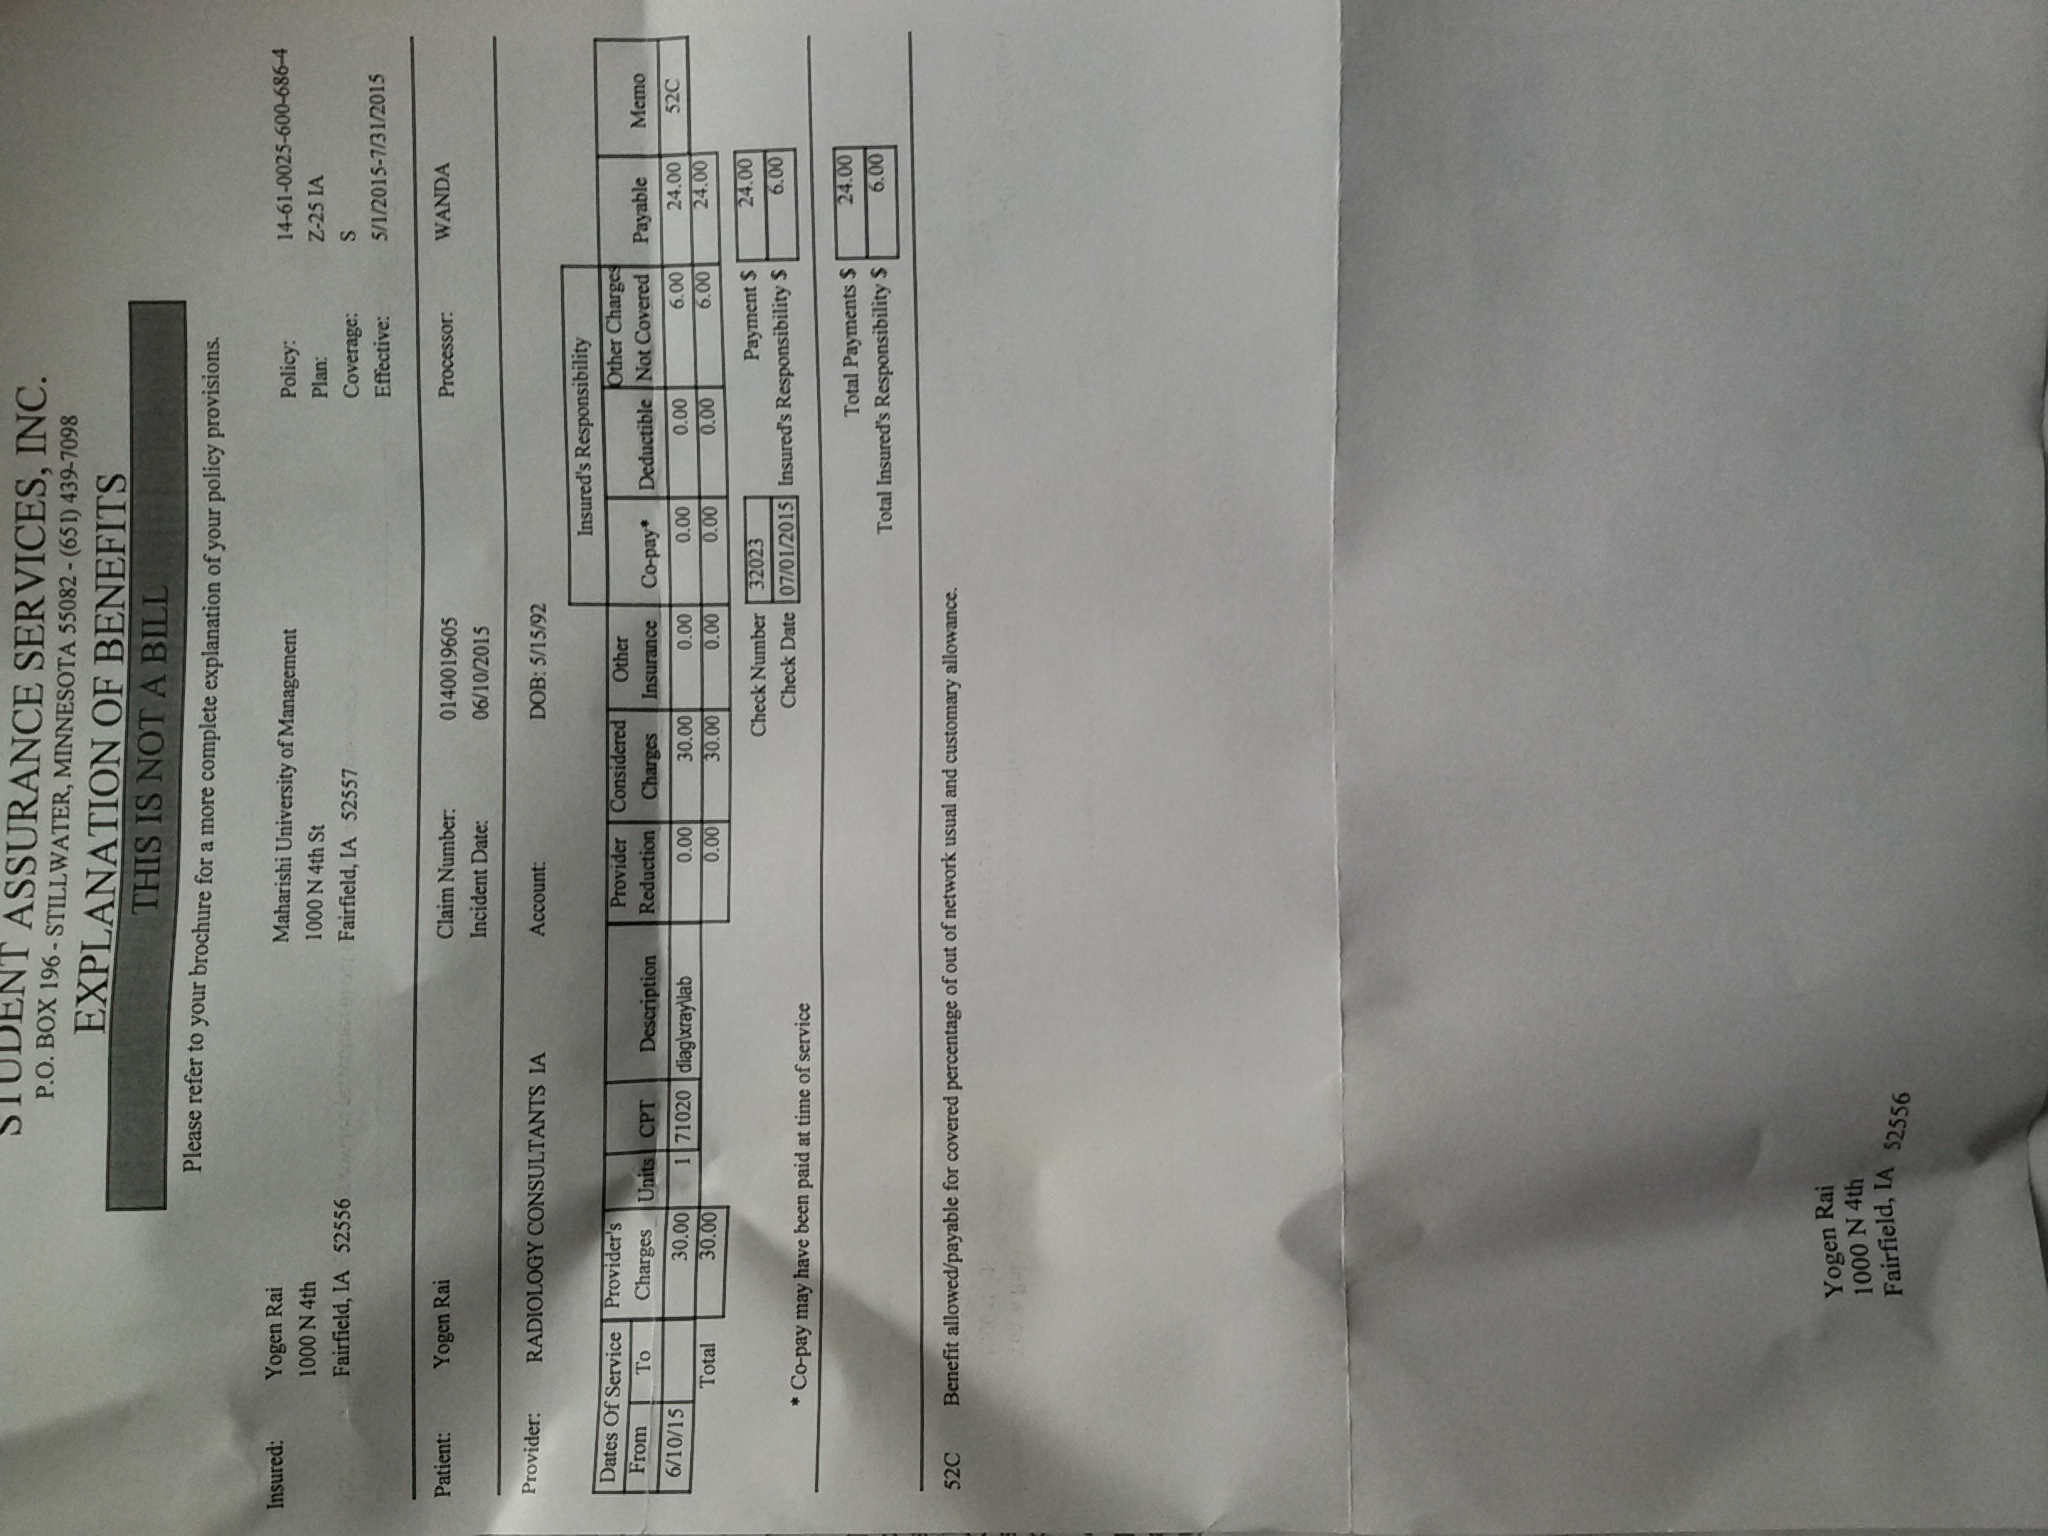 STUDENT ASSURANCE SERVICES, INC.
P.O. BOX 196 - STILLWATER, MINNESOTA 55082 - (651) 439-7098
EXPLANATION OF BENEFITS
THIS IS NOT A BILL
Please refer to your brochure for a more complete explanation of your policy provisions.
Insured: Yogen Rai Maharishi University of Management Policy: 14-61-0025-600-686-4
1000 N 4th 1000 N 4th St Plan: Z-25 IA
Fairfield, IA 52556 Fairfield, IA 52557 Coverage: S
Effective: 5/1/2015-7/31/2015
Patient: Yogen Rai Claim Number: 0140019605 Processor: WANDA
Incident Date: 06/10/2015
Provider: RADIOLOGY CONSULTANTS IA Account: DOB: 5/15/92
Insured's Responsibility
Dates Of Service Provider's Provider Considered Other Other Charges
From To Charges Units CPT Description Reduction Charges Insurance Co-pay* Deductible Not Covered Payable Memo
6/10/15 30.00 1 71020 diag\xray\lab 0.00 30.00 0.00 0.00 0.00 6.00 24.00 52C
Total 30.00 0.00 30.00 0.00 0.00 0.00 6.00 24.00
Check Number 32023 Payment $ 24.00
Check Date 07/01/2015 Insured's Responsibility $ 6.00
* Co-pay may have been paid at time of service
Total Payments $ 24.00
Total Insured's Responsibility $ 6.00
52C Benefit allowed/payable for covered percentage of out of network usual and customary allowance.
Yogen Rai
1000 N 4th
Fairfield, IA 52556